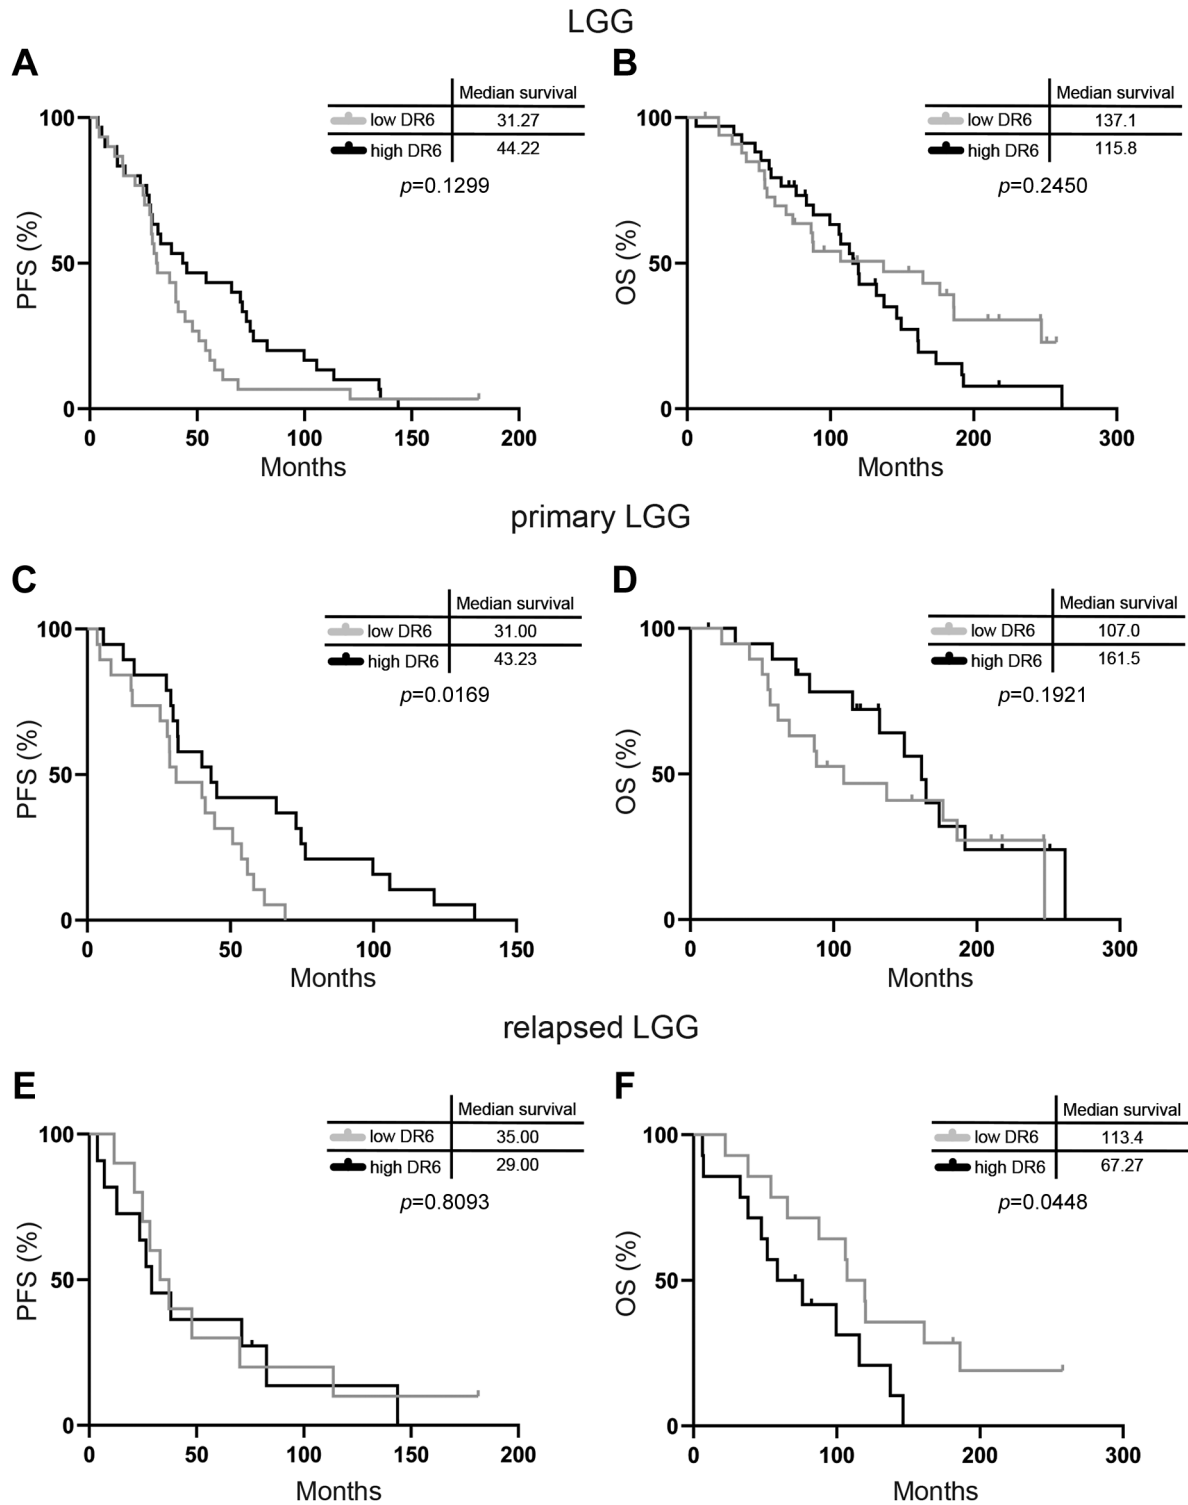 LGG
A
Median survival
low DR6 31.27
high DR6 44.22
p=0.1299
PFS (%)
100
50
0
0 50 100 150 200
Months
B
Median survival
low DR6 137.1
high DR6 115.8
p=0.2450
OS (%)
100
50
0
0 100 200 300
Months
primary LGG
C
Median survival
low DR6 31.00
high DR6 43.23
p=0.0169
PFS (%)
100
50
0
0 50 100 150
Months
D
Median survival
low DR6 107.0
high DR6 161.5
p=0.1921
OS (%)
100
50
0
0 100 200 300
Months
relapsed LGG
E
Median survival
low DR6 35.00
high DR6 29.00
p=0.8093
PFS (%)
100
50
0
0 50 100 150 200
Months
F
Median survival
low DR6 113.4
high DR6 67.27
p=0.0448
OS (%)
100
50
0
0 100 200 300
Months